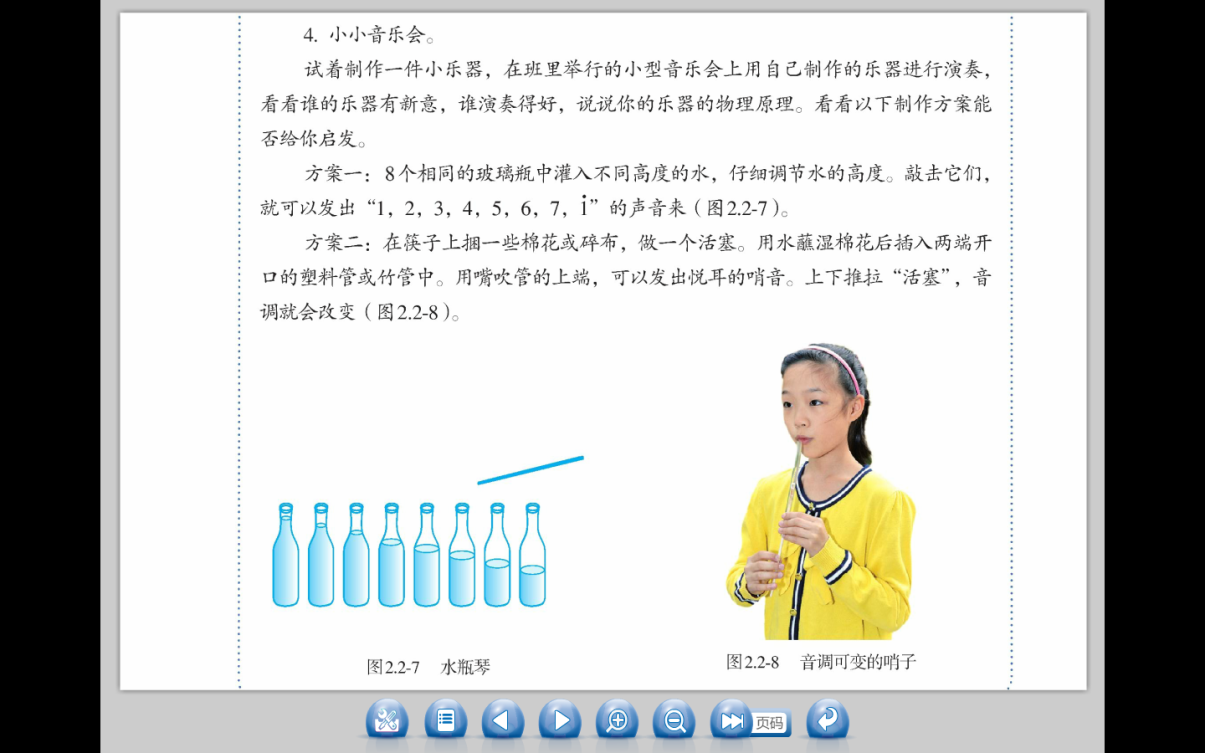 4. 小小音乐会。
试着制作一件小乐器，在班里举行的小型音乐会上用自己制作的乐器进行演奏，
看看谁的乐器有新意，谁演奏得好，说说你的乐器的物理原理。看看以下制作方案能
否给你启发。
方案一：8个相同的玻璃瓶中灌入不同高度的水，仔细调节水的高度。敲击它们，
就可以发出“1，2，3，4，5，6，7，i”的声音来（图2.2-7）。
方案二：在筷子上捆一些棉花或碎布，做一个活塞。用水蘸湿棉花后插入两端开
口的塑料管或竹管中。用嘴吹管的上端，可以发出悦耳的哨音。上下推拉“活塞”，音
调就会改变（图2.2-8）。
图2.2-7 水瓶琴
图2.2-8 音调可变的哨子
页码